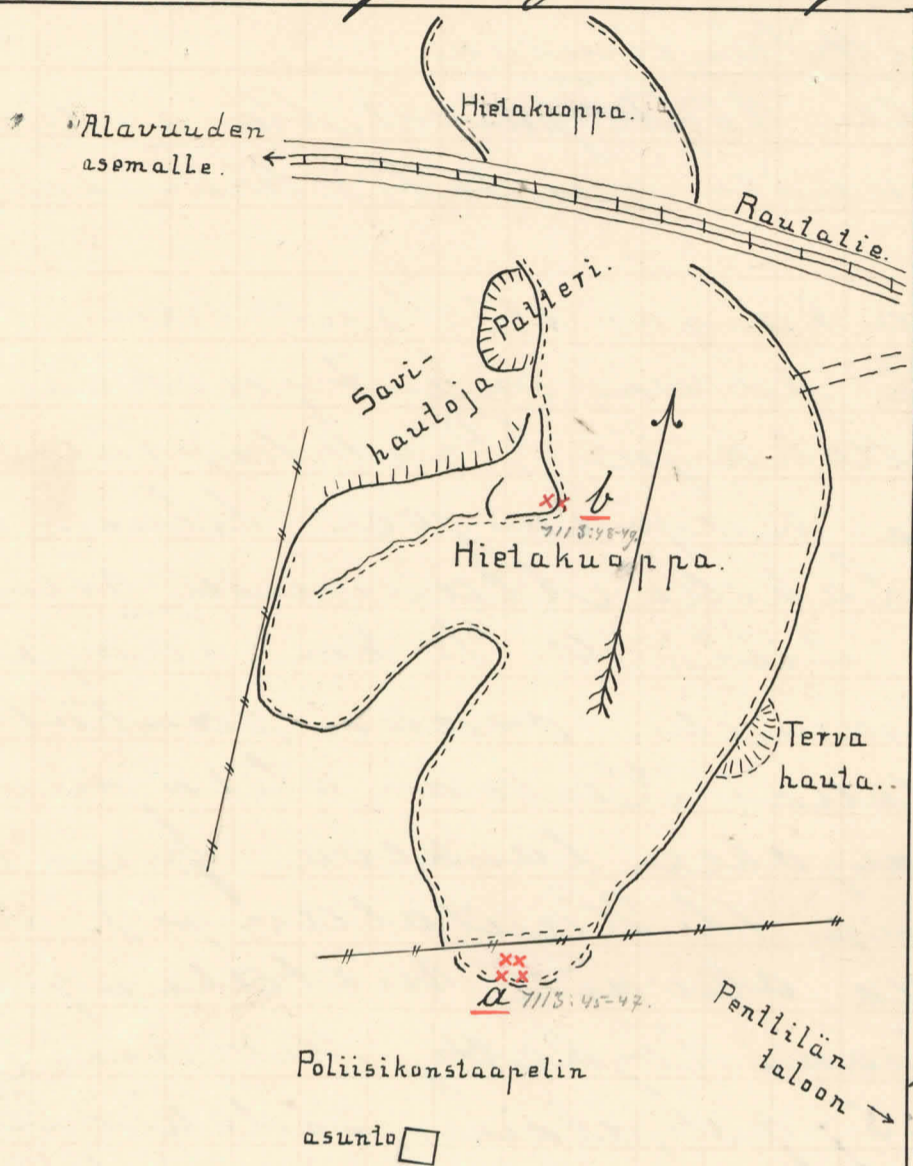 Hietakuoppa.
Alavuuden
asemalle.
Rautatie.
Palteri.
Savi-
hautoja
b
7113:48-49.
Hietakuoppa.
Terva
hauta.
a 7113:45-47.
Penttilän
taloon
Poliisikonstaapelin
asunto